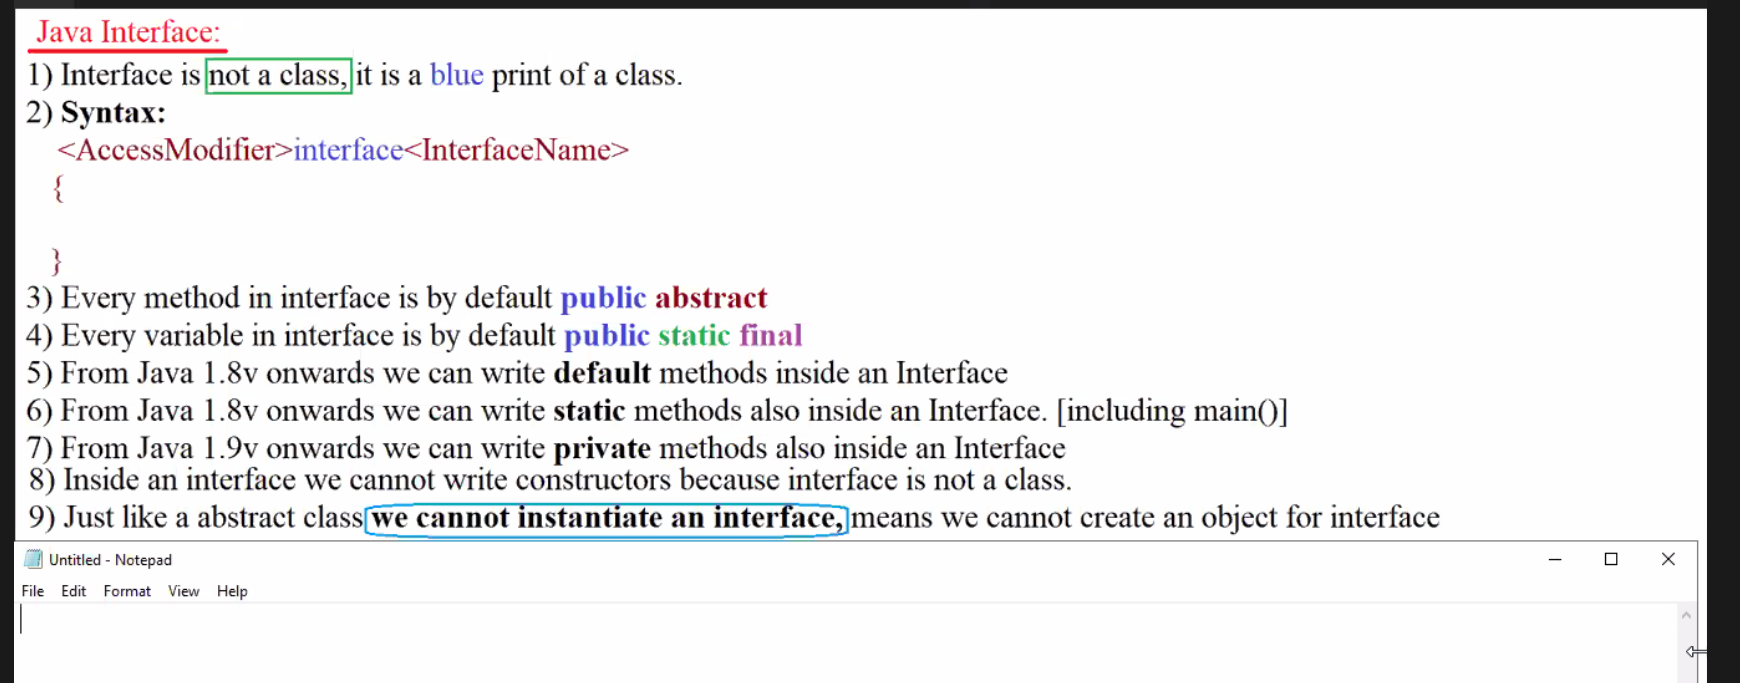 Java Interface:
1) Interface is not a class, it is a blue print of a class.
2) Syntax:
<AccessModifier>interface<InterfaceName>
{
}
3) Every method in interface is by default public abstract
4) Every variable in interface is by default public static final
5) From Java 1.8v onwards we can write default methods inside an Interface
6) From Java 1.8v onwards we can write static methods also inside an Interface. [including main()]
7) From Java 1.9v onwards we can write private methods also inside an Interface
8) Inside an interface we cannot write constructors because interface is not a class.
9) Just like a abstract class we cannot instantiate an interface, means we cannot create an object for interface
Untitled - Notepad
File Edit Format View Help